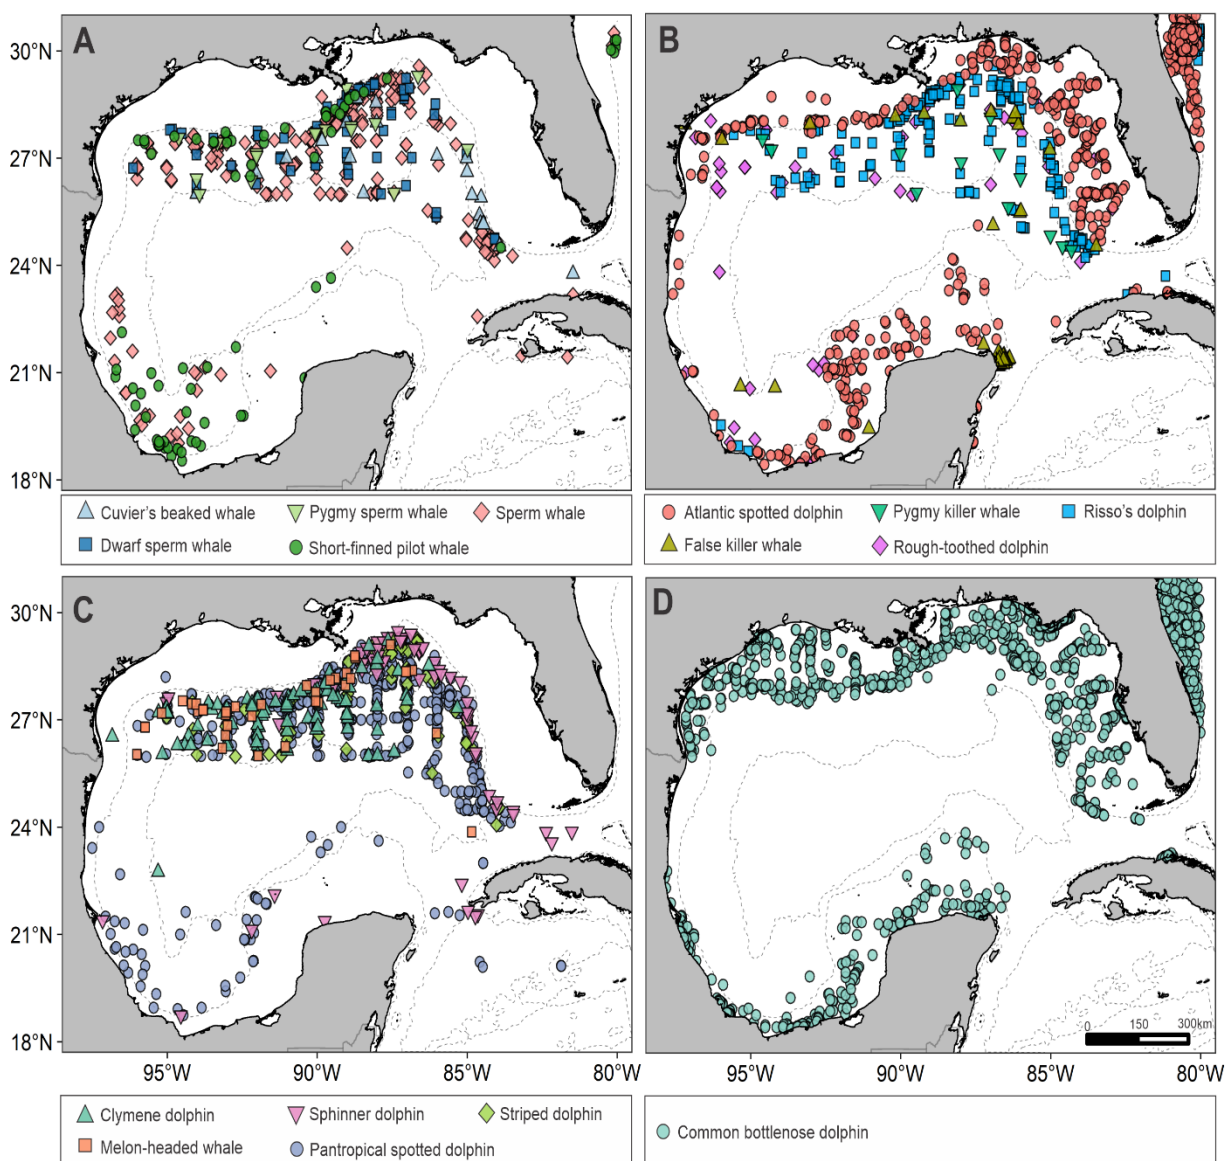 A
B
30°N
27°N
24°N
21°N
18°N
Cuvier's beaked whale
Pygmy sperm whale
Sperm whale
Dwarf sperm whale
Short-finned pilot whale
Atlantic spotted dolphin
Pygmy killer whale
Risso's dolphin
False killer whale
Rough-toothed dolphin
C
D
30°N
27°N
24°N
21°N
18°N
0 150 300km
95°W 90°W 85°W 80°W
95°W 90°W 85°W 80°W
Clymene dolphin
Sphinner dolphin
Striped dolphin
Melon-headed whale
Pantropical spotted dolphin
Common bottlenose dolphin